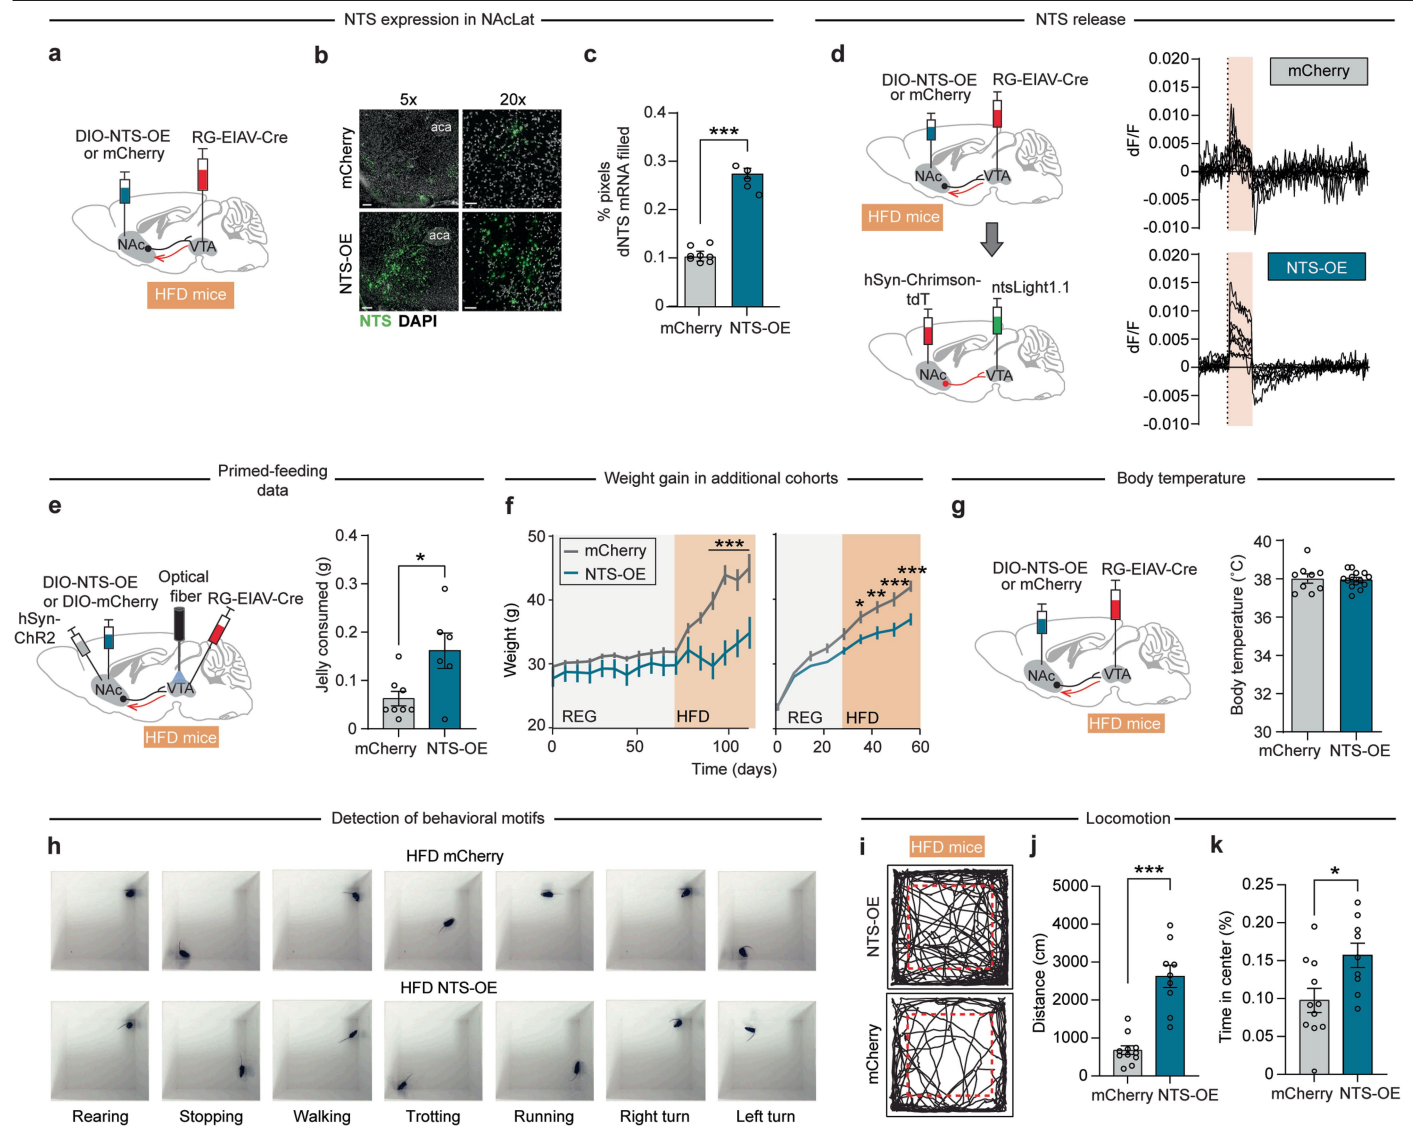 NTS expression in NAcLat
NTS release
a
DIO-NTS-OE
or mCherry
RG-EIAV-Cre
NAc
VTA
HFD mice
b
5x
20x
mCherry
aca
NTS-OE
aca
NTS DAPI
c
% pixels
dNTS mRNA filled
0.4
0.3
0.2
0.1
0
***
mCherry NTS-OE
d
DIO-NTS-OE
or mCherry
RG-EIAV-Cre
NAc
VTA
HFD mice
hSyn-Chrimson-
tdT
ntsLight1.1
NAc
VTA
mCherry
dF/F
0.020
0.015
0.010
0.005
0
-0.005
-0.010
NTS-OE
dF/F
0.020
0.015
0.010
0.005
0
-0.005
-0.010
Primed-feeding
data
Weight gain in additional cohorts
Body temperature
e
DIO-NTS-OE
or DIO-mCherry
Optical
fiber
RG-EIAV-Cre
hSyn-
ChR2
NAc
VTA
HFD mice
Jelly consumed (g)
0.4
0.3
0.2
0.1
0
*
mCherry
NTS-OE
f
Weight (g)
50
40
30
20
mCherry
NTS-OE
***
REG
HFD
0
50
100
* ** *** ***
REG
HFD
0
20
40
60
Time (days)
g
DIO-NTS-OE
or mCherry
RG-EIAV-Cre
NAc
VTA
HFD mice
Body temperature (°C)
40
38
36
34
32
30
mCherry NTS-OE
Detection of behavioral motifs
Locomotion
h
HFD mCherry
HFD NTS-OE
Rearing
Stopping
Walking
Trotting
Running
Right turn
Left turn
i
HFD mice
NTS-OE
mCherry
j
Distance (cm)
5000
4000
3000
2000
1000
0
***
mCherry NTS-OE
k
Time in center (%)
0.25
0.20
0.15
0.10
0.05
0
*
mCherry NTS-OE